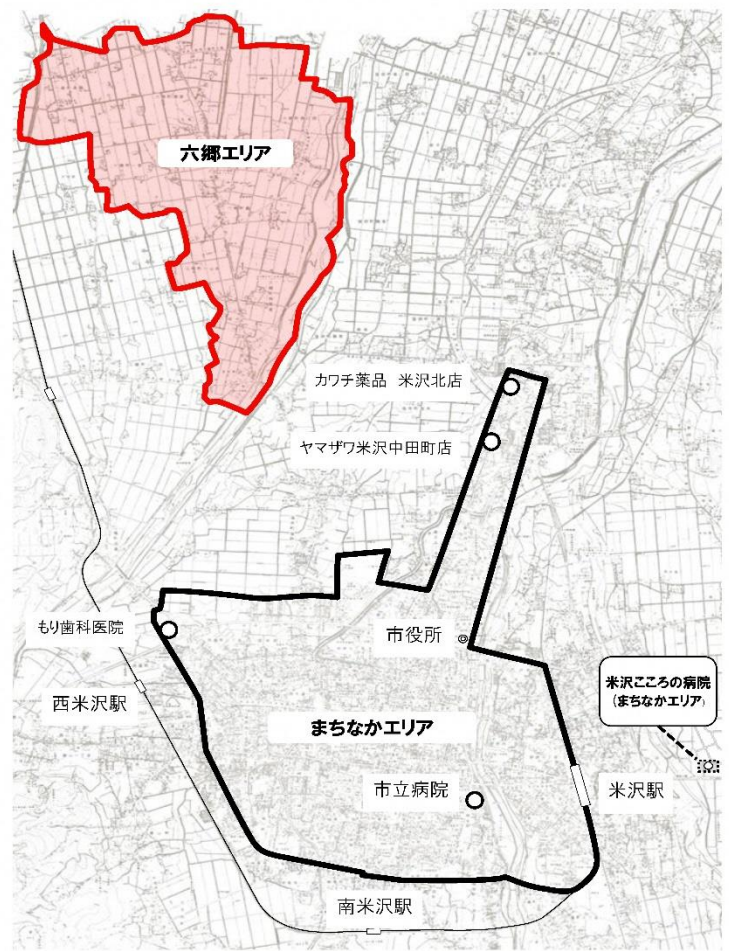 六郷エリア
カワチ薬品 米沢北店
ヤマザワ米沢中田町店
もり歯科医院
市役所
西米沢駅
米沢こころの病院
(まちなかエリア)
まちなかエリア
市立病院
米沢駅
南米沢駅